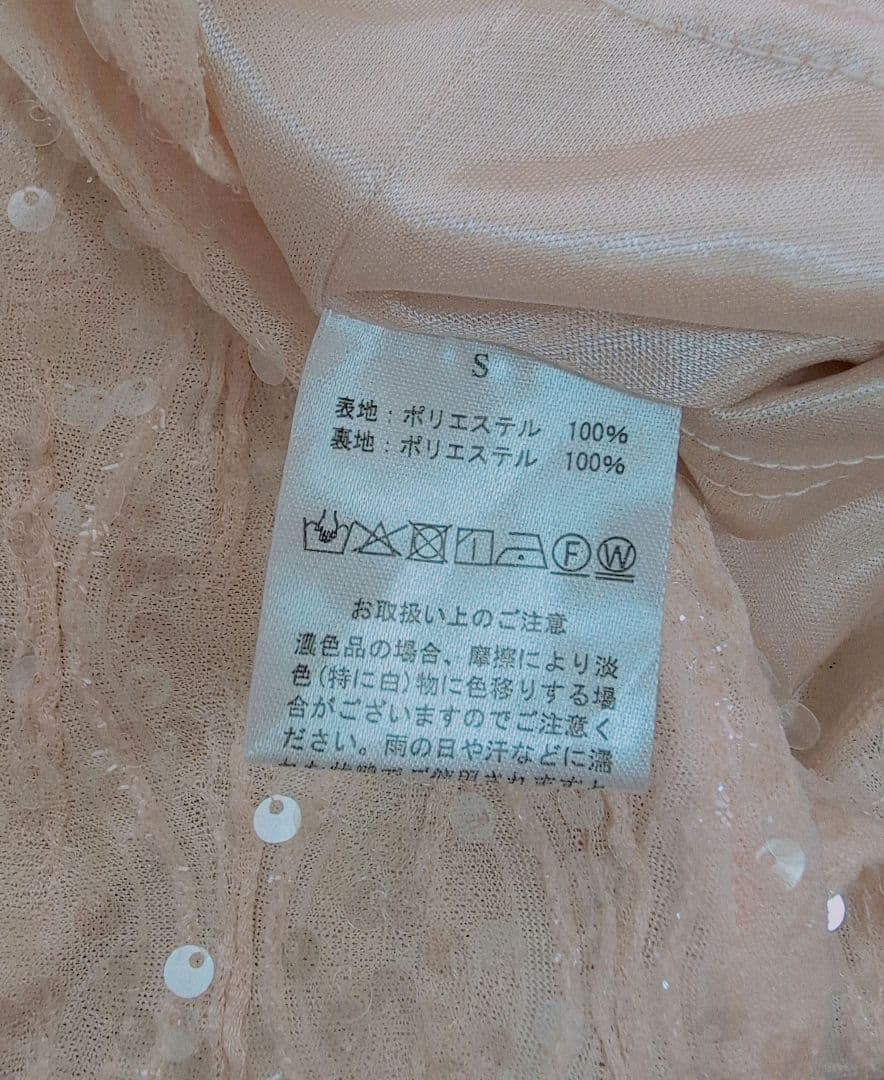 S
表地：ポリエステル 100%
裏地：ポリエステル 100%
F W
お取扱い上のご注意
濃色品の場合、摩擦により淡
色(特に白)物に色移りする場
合がございますのでご注意く
ださい。雨の日や汗などに濡